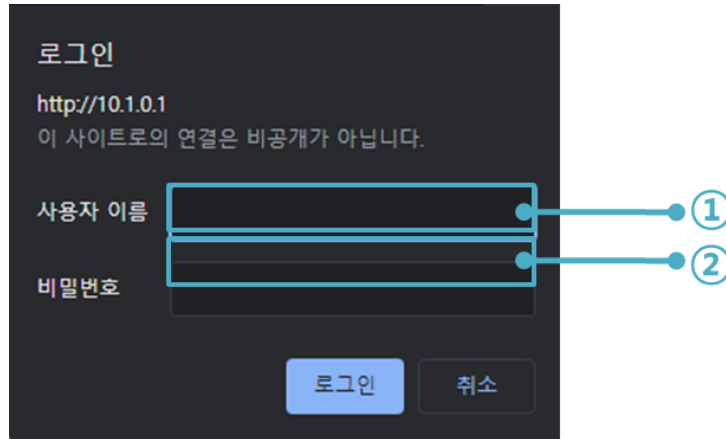 로그인
http://10.1.0.1
이 사이트로의 연결은 비공개가 아닙니다.
사용자 이름
①
②
비밀번호
로그인 취소